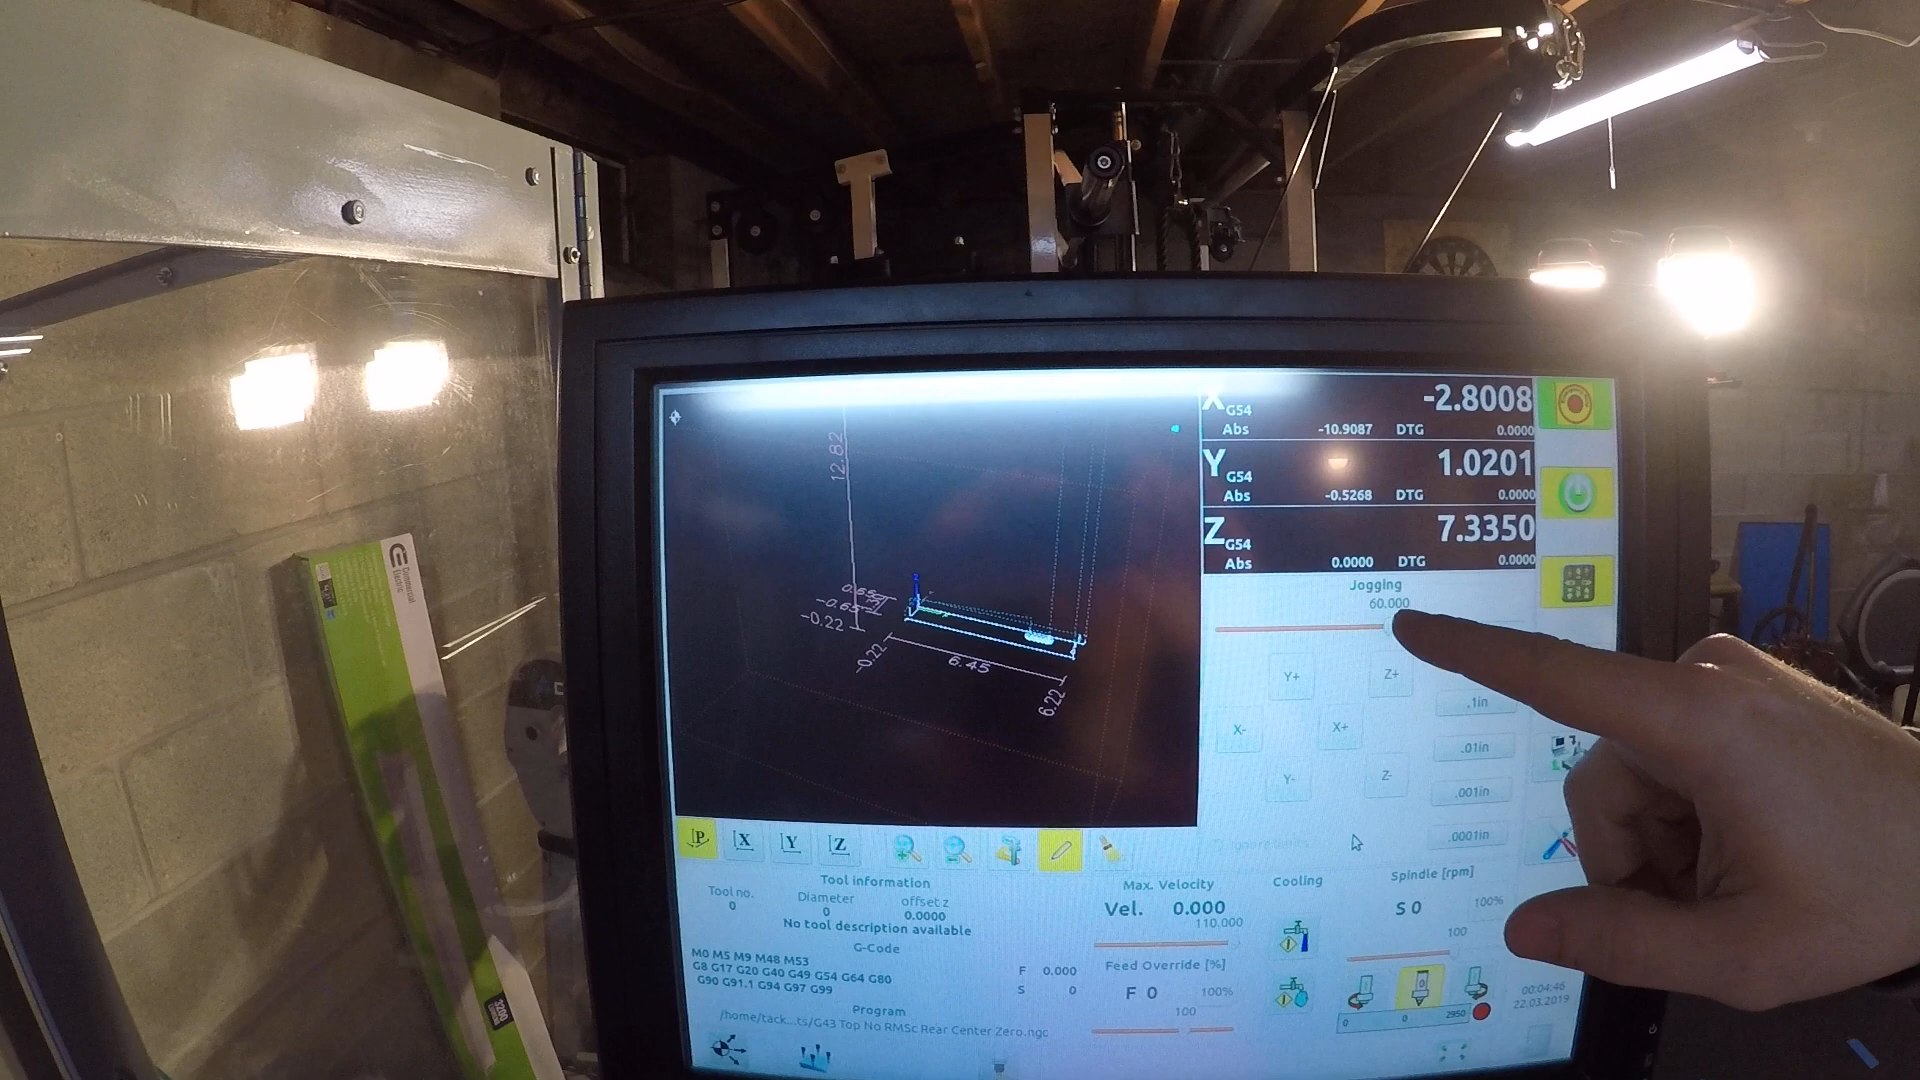 X G54 -2.8008
Abs -10.9087 DTG 0.0000
Y G54 1.0201
Abs -0.5268 DTG 0.0000
Z G54 7.3350
Abs 0.0000 DTG 0.0000
Jogging
60.000
Y+ Z+
.1in
X- X+
.01in
Y- Z-
.001in
.0001in
Ignore limits
12.82
-0.65
-0.22
-0.22
6.45
6.22
P X Y Z
Tool information
Tool no. Diameter offset z
0 0 0.0000
No tool description available
G-Code
M0 M5 M9 M48 M53
G8 G17 G20 G40 G49 G54 G64 G80
G90 G91.1 G94 G97 G99
F 0.000
S 0
Program
/home/tack...ts/G43 Top No RMSc Rear Center Zero.ngc
Max. Velocity
Vel. 0.000
110.000
Feed Override [%]
F 0 100%
100
Cooling
Spindle [rpm]
S 0 100%
100
0 0 2950
00:04:46
22.03.2019
Commercial
Electric
3200